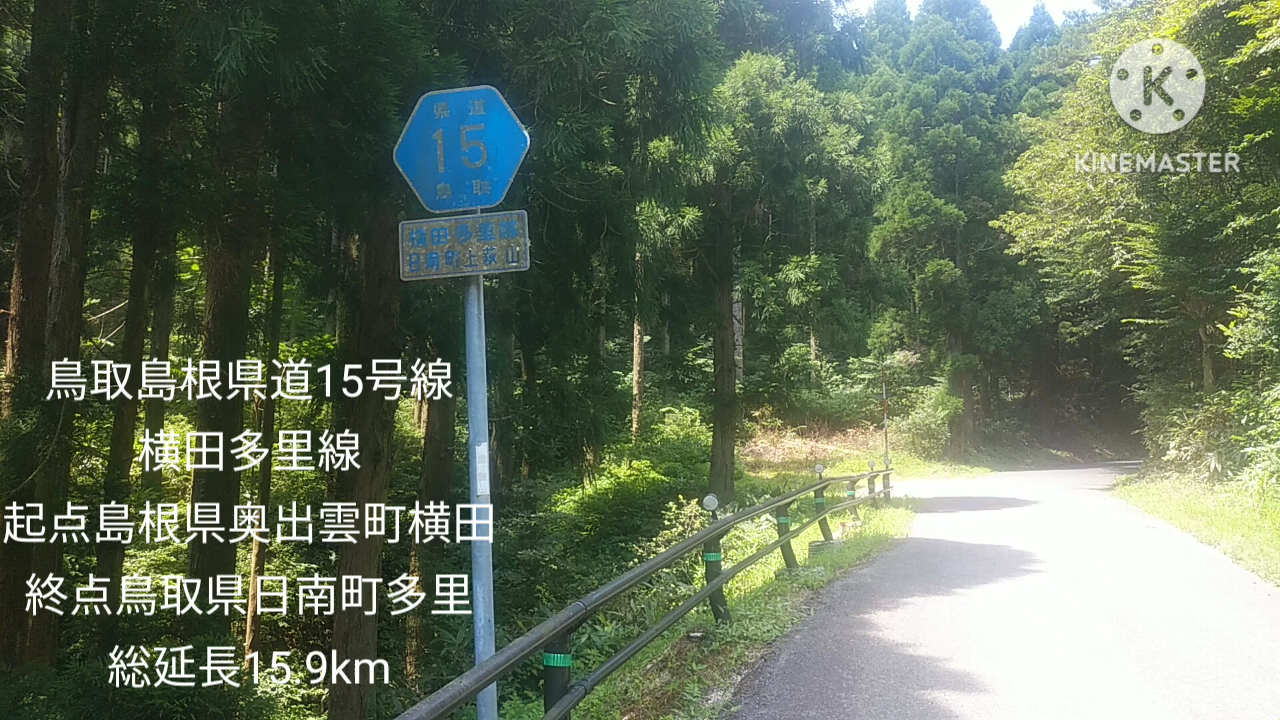 県道
15
鳥取
横田多里線
日南町上萩山
K
KINEMASTER
鳥取島根県道15号線
横田多里線
起点島根県奥出雲町横田
終点鳥取県日南町多里
総延長15.9km